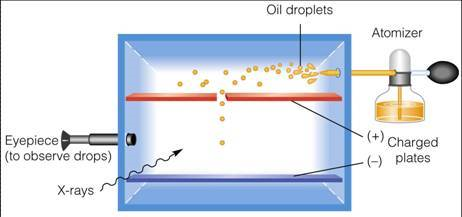 Oil droplets
Atomizer
(+)
Charged
plates
(–)
Eyepiece
(to observe drops)
X-rays